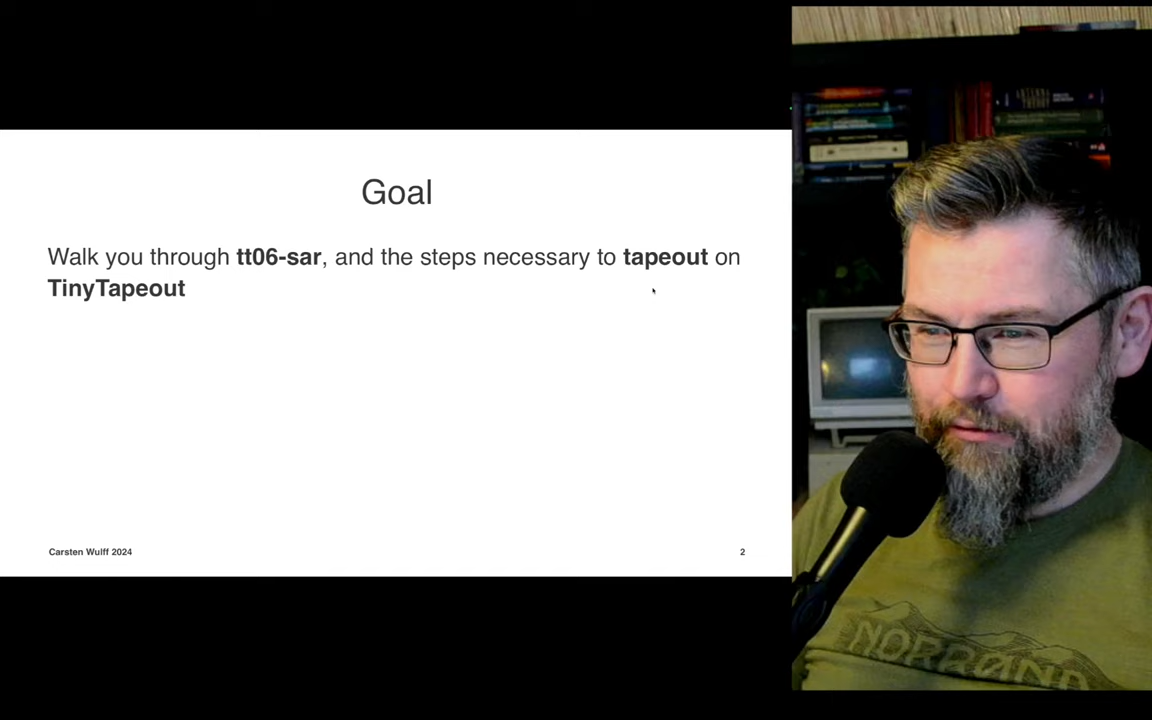 Goal
Walk you through tt06-sar, and the steps necessary to tapeout on
TinyTapeout
Carsten Wulff 2024
2
NORRØNA